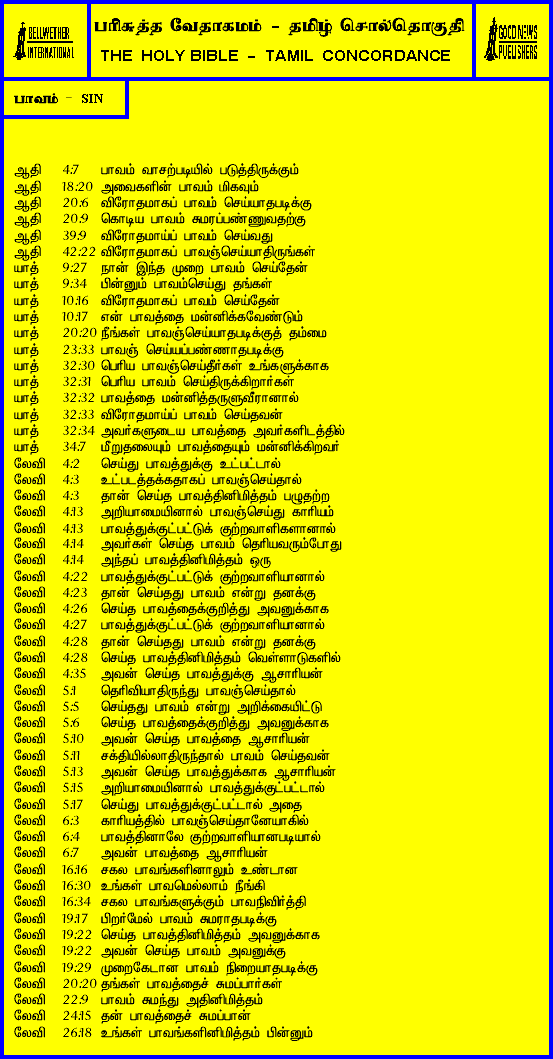 BELLWETHER
INTERNATIONAL
பரிசுத்த வேதாகமம் - தமிழ் சொல்தொகுதி
THE HOLY BIBLE - TAMIL CONCORDANCE
GOOD NEWS
PUBLISHERS
பாவம் - SIN
ஆதி 4:7 பாவம் வாசற்படியில் படுத்திருக்கும்
ஆதி 18:20 அவைகளின் பாவம் மிகவும்
ஆதி 20:6 விரோதமாகப் பாவம் செய்யாதபடிக்கு
ஆதி 20:9 கொடிய பாவம் சுமரப்பண்ணுவதற்கு
ஆதி 39:9 விரோதமாய்ப் பாவம் செய்வது
ஆதி 42:22 விரோதமாகப் பாவஞ்செய்யாதிருங்கள்
யாத் 9:27 நான் இந்த முறை பாவம் செய்தேன்
யாத் 9:34 பின்னும் பாவம்செய்து தங்கள்
யாத் 10:16 விரோதமாகப் பாவம் செய்தேன்
யாத் 10:17 என் பாவத்தை மன்னிக்கவேண்டும்
யாத் 20:20 நீங்கள் பாவஞ்செய்யாதபடிக்குத் தம்மை
யாத் 23:33 பாவஞ் செய்யப்பண்ணாதபடிக்கு
யாத் 32:30 பெரிய பாவஞ்செய்தீர்கள் உங்களுக்காக
யாத் 32:31 பெரிய பாவம் செய்திருக்கிறார்கள்
யாத் 32:32 பாவத்தை மன்னித்தருளுவீரானால்
யாத் 32:33 விரோதமாய்ப் பாவம் செய்தவன்
யாத் 32:34 அவர்களுடைய பாவத்தை அவர்களிடத்தில்
யாத் 34:7 மீறுதலையும் பாவத்தையும் மன்னிக்கிறவர்
லேவி 4:2 செய்து பாவத்துக்கு உட்பட்டால்
லேவி 4:3 உட்படத்தக்கதாகப் பாவஞ்செய்தால்
லேவி 4:3 தான் செய்த பாவத்தினிமித்தம் பழுதற்ற
லேவி 4:13 அறியாமையினால் பாவஞ்செய்து காரியம்
லேவி 4:13 பாவத்துக்குட்பட்டுக் குற்றவாளிகளானால்
லேவி 4:14 அவர்கள் செய்த பாவம் தெரியவரும்போது
லேவி 4:14 அந்தப் பாவத்தினிமித்தம் ஒரு
லேவி 4:22 பாவத்துக்குட்பட்டுக் குற்றவாளியானால்
லேவி 4:23 தான் செய்தது பாவம் என்று தனக்கு
லேவி 4:26 செய்த பாவத்தைக்குறித்து அவனுக்காக
லேவி 4:27 பாவத்துக்குட்பட்டுக் குற்றவாளியானால்
லேவி 4:28 தான் செய்தது பாவம் என்று தனக்கு
லேவி 4:28 செய்த பாவத்தினிமித்தம் வெள்ளாடுகளில்
லேவி 4:35 அவன் செய்த பாவத்துக்கு ஆசாரியன்
லேவி 5:1 தெரிவியாதிருந்து பாவஞ்செய்தால்
லேவி 5:5 செய்தது பாவம் என்று அறிக்கையிட்டு
லேவி 5:6 செய்த பாவத்தைக்குறித்து அவனுக்காக
லேவி 5:10 அவன் செய்த பாவத்தை ஆசாரியன்
லேவி 5:11 சக்தியில்லாதிருந்தால் பாவம் செய்தவன்
லேவி 5:13 அவன் செய்த பாவத்துக்காக ஆசாரியன்
லேவி 5:15 அறியாமையினால் பாவத்துக்குட்பட்டால்
லேவி 5:17 செய்து பாவத்துக்குட்பட்டால் அதை
லேவி 6:3 காரியத்தில் பாவஞ்செய்தானேயாகில்
லேவி 6:4 பாவத்தினாலே குற்றவாளியானபடியால்
லேவி 6:7 அவன் பாவத்தை ஆசாரியன்
லேவி 16:16 சகல பாவங்களினாலும் உண்டான
லேவி 16:30 உங்கள் பாவமெல்லாம் நீங்கி
லேவி 16:34 சகல பாவங்களுக்கும் பாவநிவிர்த்தி
லேவி 19:17 பிறர்மேல் பாவம் சுமராதபடிக்கு
லேவி 19:22 செய்த பாவத்தினிமித்தம் அவனுக்காக
லேவி 19:22 அவன் செய்த பாவம் அவனுக்கு
லேவி 19:29 முறைகேடான பாவம் நிறையாதபடிக்கு
லேவி 20:20 தங்கள் பாவத்தைச் சுமப்பார்கள்
லேவி 22:9 பாவம் சுமந்து அதினிமித்தம்
லேவி 24:15 தன் பாவத்தைச் சுமப்பான்
லேவி 26:18 உங்கள் பாவங்களினிமித்தம் பின்னும்